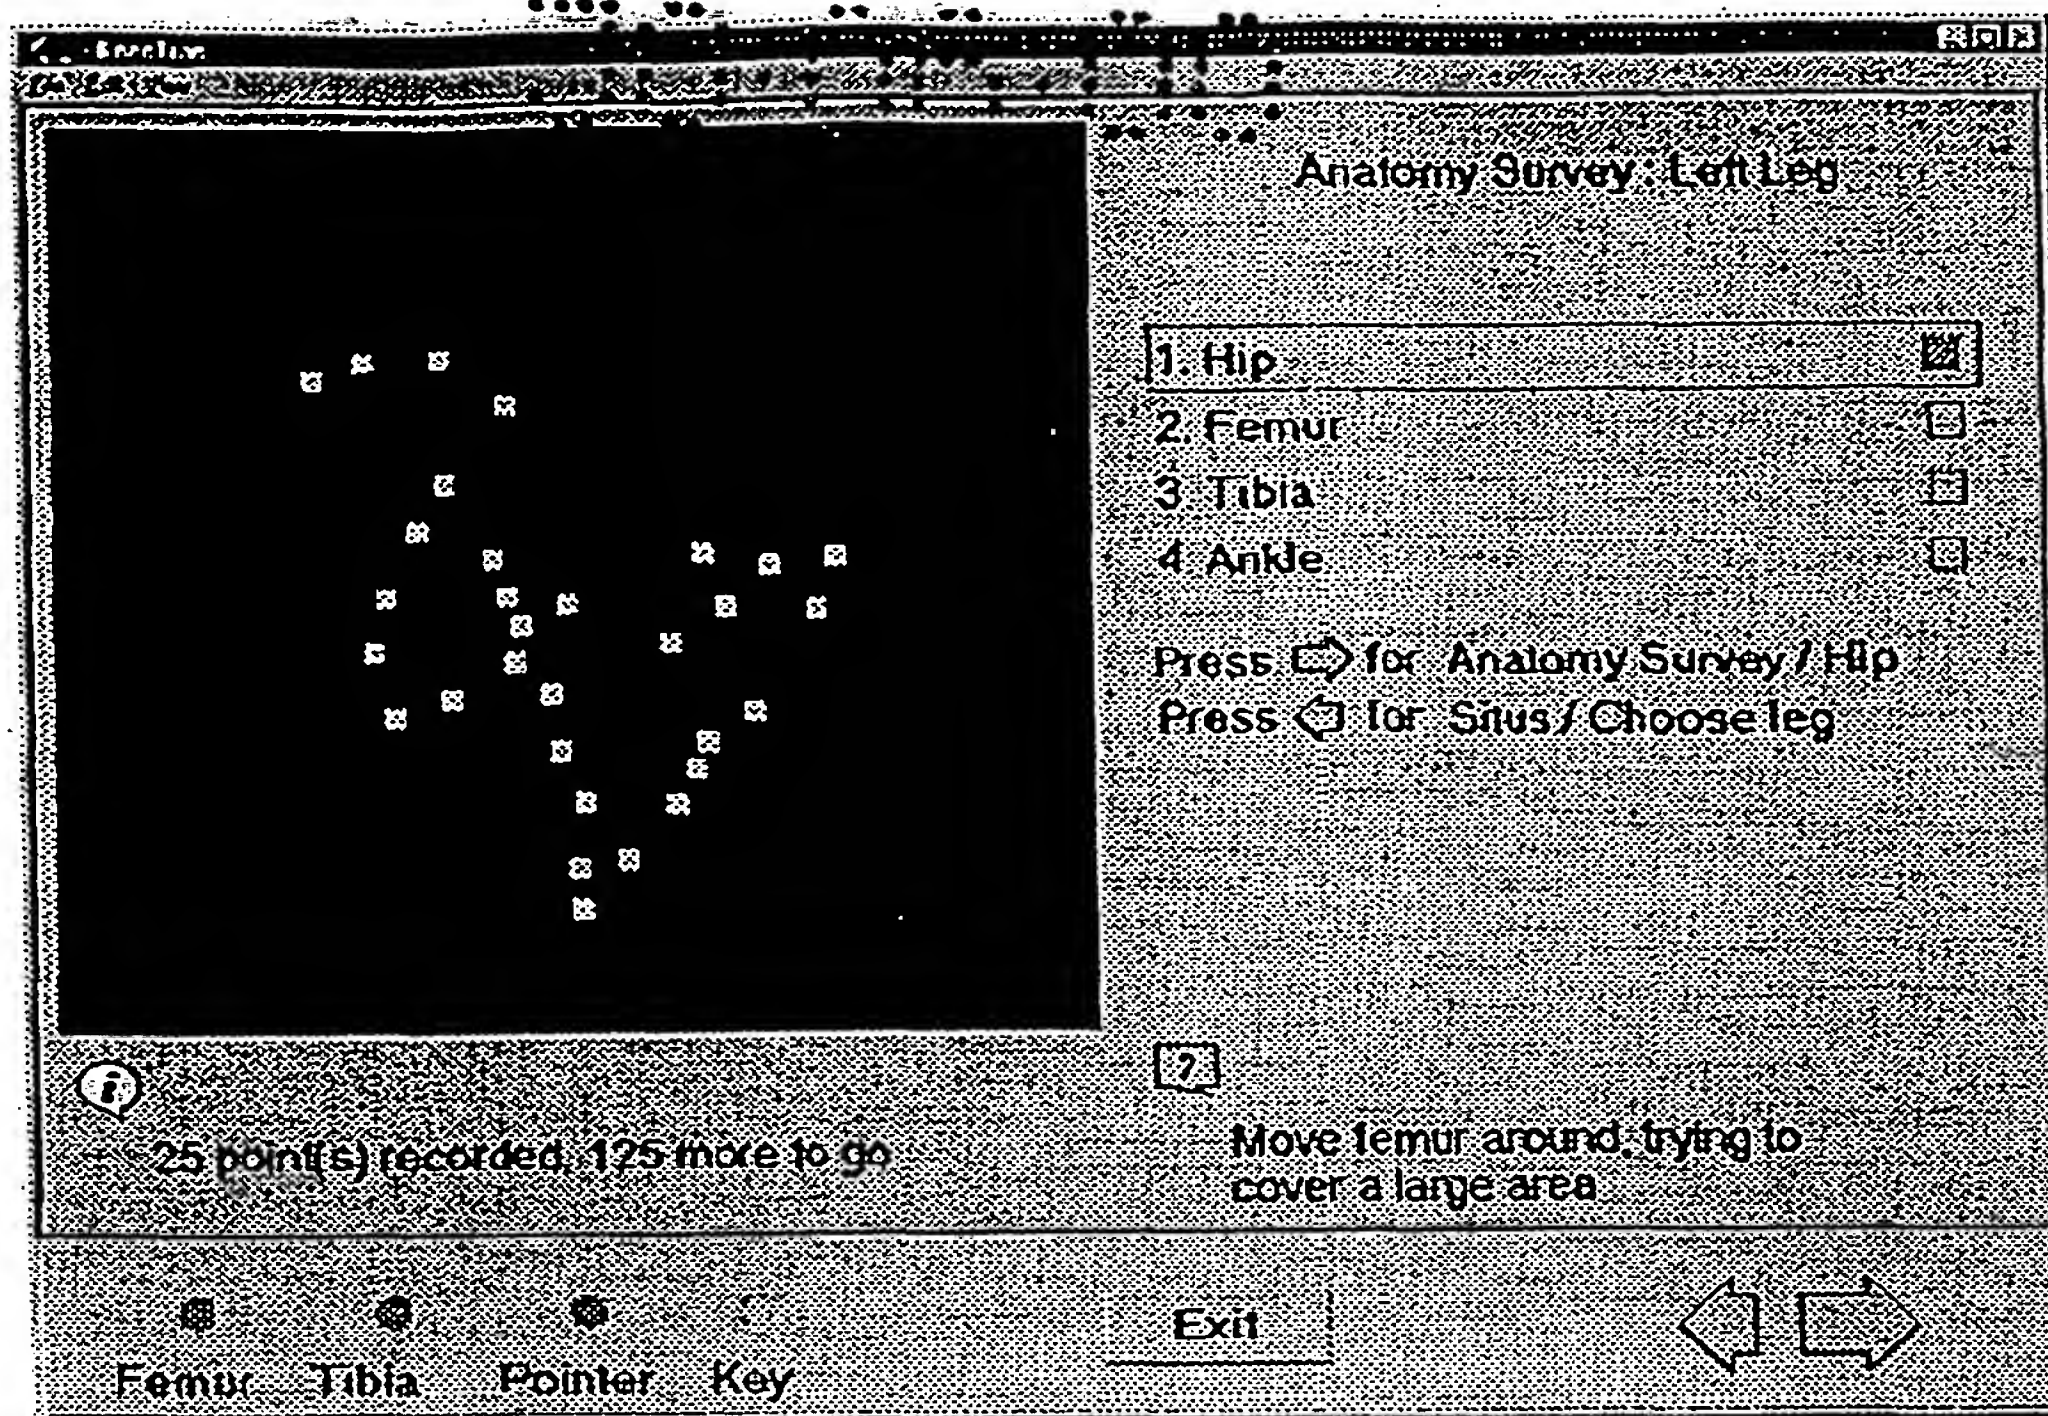 Anatomy Survey : Left Leg
1. Hip
2. Femur
3 Tibia
4 Ankle
Press ⇨ for Anatomy Survey / Hip
Press ⇦ for Situs / Choose leg
?
i
25 point(s) recorded, 125 more to go
Move femur around, trying to
cover a large area
Femur Tibia Pointer Key
Exit